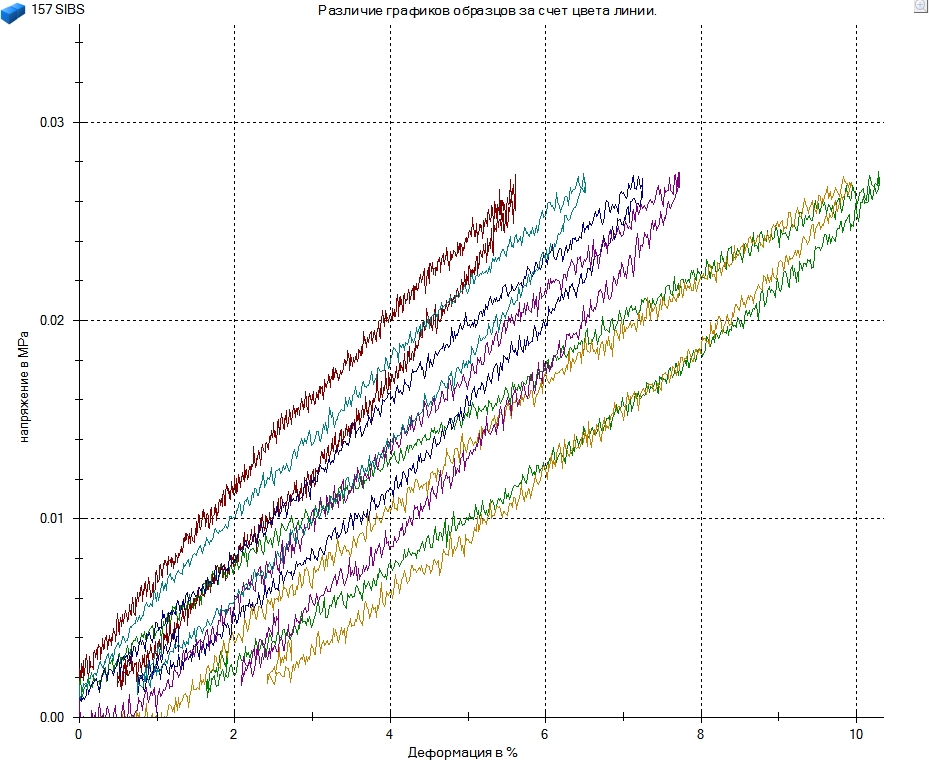 157 SIBS
Различие графиков образцов за счет цвета линии.
0.03
0.02
0.01
0.00
напряжение в MPa
0
2
4
6
8
10
Деформация в %